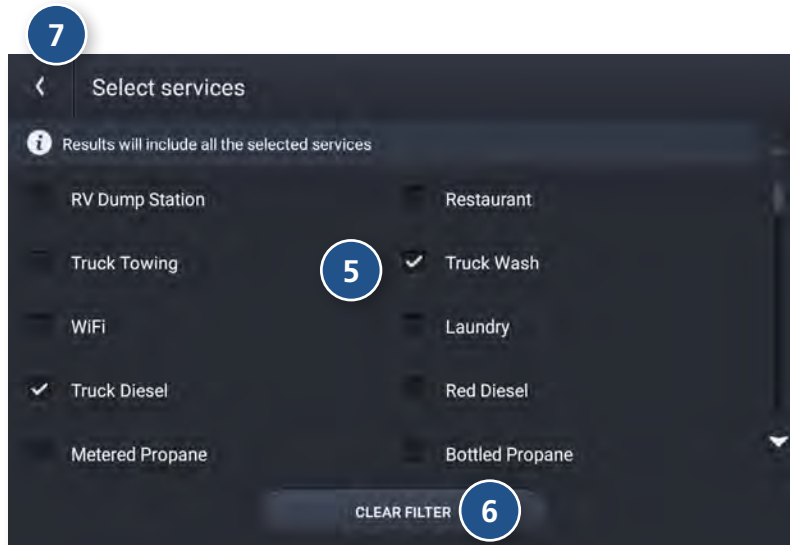 7
Select services
i Results will include all the selected services
RV Dump Station Restaurant
Truck Towing 5 Truck Wash
WiFi Laundry
Truck Diesel Red Diesel
Metered Propane Bottled Propane
CLEAR FILTER 6